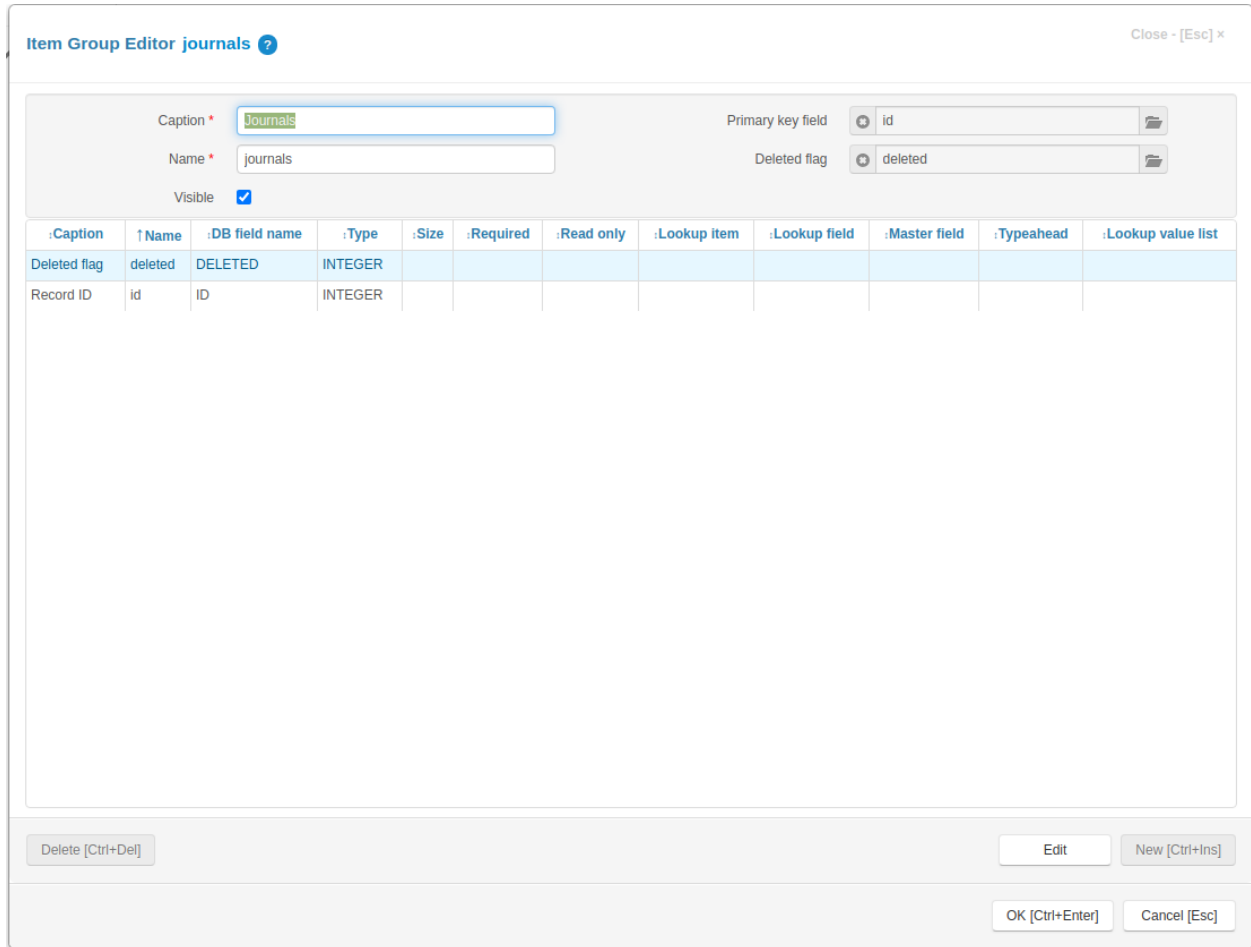 Item Group Editor journals ?
Close - [Esc] ×
Caption * Journals
Primary key field id
Name * journals
Deleted flag deleted
Visible
↕Caption ↑Name ↕DB field name ↕Type ↕Size ↕Required ↕Read only ↕Lookup item ↕Lookup field ↕Master field ↕Typeahead ↕Lookup value list
Deleted flag deleted DELETED INTEGER
Record ID id ID INTEGER
Delete [Ctrl+Del] Edit New [Ctrl+Ins]
OK [Ctrl+Enter] Cancel [Esc]